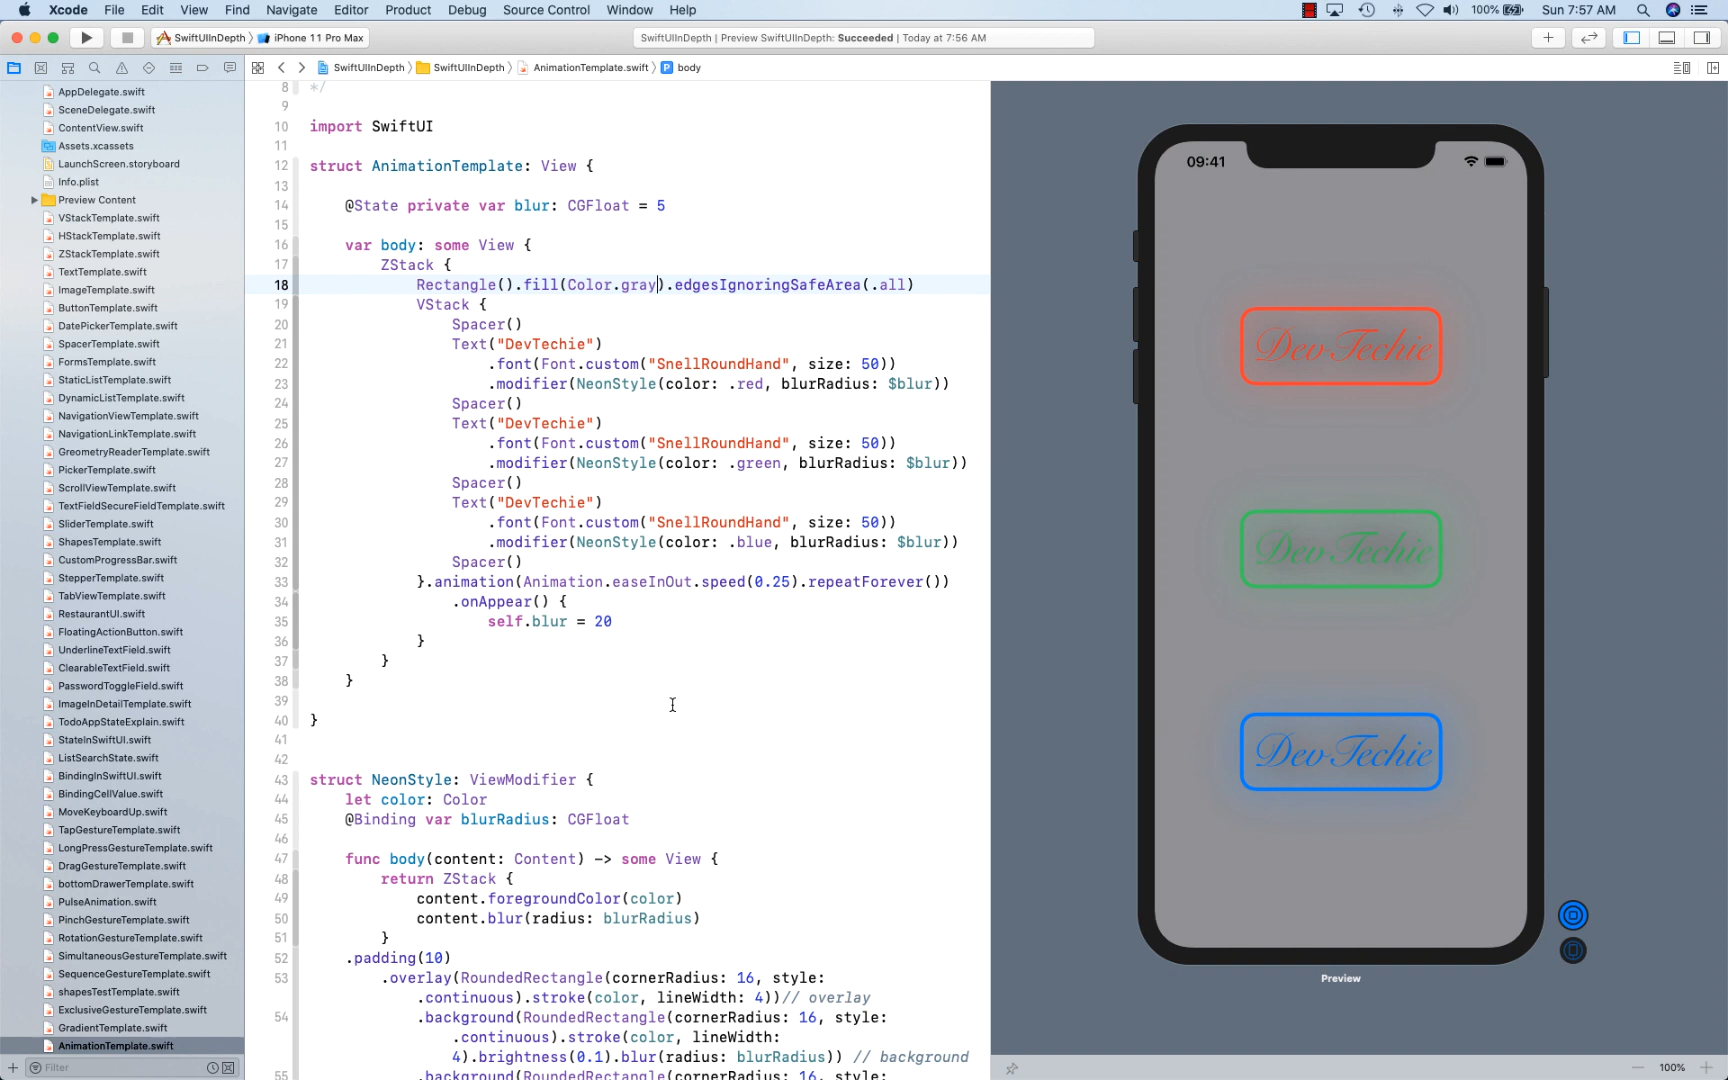 Xcode File Edit View Find Navigate Editor Product Debug Source Control Window Help 100% Sun 7:57 AM
SwiftUIInDepth iPhone 11 Pro Max SwiftUIInDepth | Preview SwiftUIInDepth: Succeeded | Today at 7:56 AM
SwiftUIInDepth SwiftUIInDepth AnimationTemplate.swift P body
AppDelegate.swift
SceneDelegate.swift
ContentView.swift
Assets.xcassets
LaunchScreen.storyboard
Info.plist
Preview Content
VStackTemplate.swift
HStackTemplate.swift
ZStackTemplate.swift
TextTemplate.swift
ImageTemplate.swift
ButtonTemplate.swift
DatePickerTemplate.swift
SpacerTemplate.swift
FormsTemplate.swift
StaticListTemplate.swift
DynamicListTemplate.swift
NavigationViewTemplate.swift
NavigationLinkTemplate.swift
GreometryReaderTemplate.swift
PickerTemplate.swift
ScrollViewTemplate.swift
TextFieldSecureFieldTemplate.swift
SliderTemplate.swift
ShapesTemplate.swift
CustomProgressBar.swift
StepperTemplate.swift
TabViewTemplate.swift
RestaurantUI.swift
FloatingActionButton.swift
UnderlineTextField.swift
ClearableTextField.swift
PasswordToggleField.swift
ImageInDetailTemplate.swift
TodoAppStateExplain.swift
StateInSwiftUI.swift
ListSearchState.swift
BindingInSwiftUI.swift
BindingCellValue.swift
MoveKeyboardUp.swift
TapGestureTemplate.swift
LongPressGestureTemplate.swift
DragGestureTemplate.swift
bottomDrawerTemplate.swift
PulseAnimation.swift
PinchGestureTemplate.swift
RotationGestureTemplate.swift
SimultaneousGestureTemplate.swift
SequenceGestureTemplate.swift
shapesTestTemplate.swift
ExclusiveGestureTemplate.swift
GradientTemplate.swift
AnimationTemplate.swift
Filter
8 */
9
10 import SwiftUI
11
12 struct AnimationTemplate: View {
13
14 @State private var blur: CGFloat = 5
15
16 var body: some View {
17 ZStack {
18 Rectangle().fill(Color.gray).edgesIgnoringSafeArea(.all)
19 VStack {
20 Spacer()
21 Text("DevTechie")
22 .font(Font.custom("SnellRoundHand", size: 50))
23 .modifier(NeonStyle(color: .red, blurRadius: $blur))
24 Spacer()
25 Text("DevTechie")
26 .font(Font.custom("SnellRoundHand", size: 50))
27 .modifier(NeonStyle(color: .green, blurRadius: $blur))
28 Spacer()
29 Text("DevTechie")
30 .font(Font.custom("SnellRoundHand", size: 50))
31 .modifier(NeonStyle(color: .blue, blurRadius: $blur))
32 Spacer()
33 }.animation(Animation.easeInOut.speed(0.25).repeatForever())
34 .onAppear() {
35 self.blur = 20
36 }
37 }
38 }
39
40 }
41
42
43 struct NeonStyle: ViewModifier {
44 let color: Color
45 @Binding var blurRadius: CGFloat
46
47 func body(content: Content) -> some View {
48 return ZStack {
49 content.foregroundColor(color)
50 content.blur(radius: blurRadius)
51 }
52 .padding(10)
53 .overlay(RoundedRectangle(cornerRadius: 16, style:
.continuous).stroke(color, lineWidth: 4))// overlay
54 .background(RoundedRectangle(cornerRadius: 16, style:
.continuous).stroke(color, lineWidth:
4).brightness(0.1).blur(radius: blurRadius)) // background
55 .background(RoundedRectangle(cornerRadius: 16, style:
09:41
DevTechie
DevTechie
DevTechie
Preview
100%